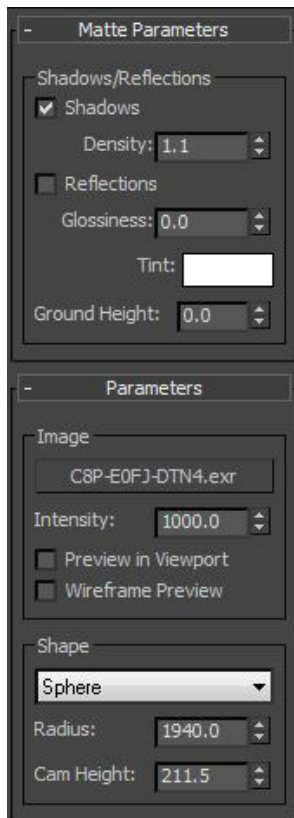 - Matte Parameters
Shadows/Reflections
Shadows
Density: 1.1
Reflections
Glossiness: 0.0
Tint:
Ground Height: 0.0
- Parameters
Image
C8P-E0FJ-DTN4.exr
Intensity: 1000.0
Preview in Viewport
Wireframe Preview
Shape
Sphere
Radius: 1940.0
Cam Height: 211.5